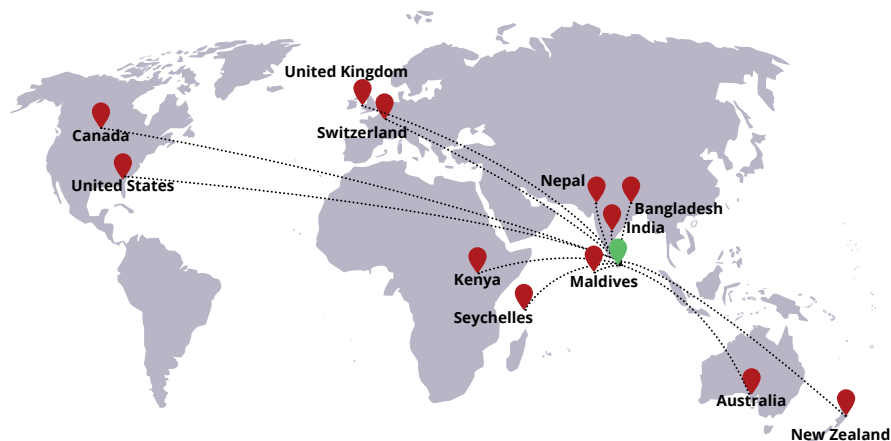 United Kingdom
Canada
Switzerland
United States
Nepal
Bangladesh
India
Kenya
Maldives
Seychelles
Australia
New Zealand